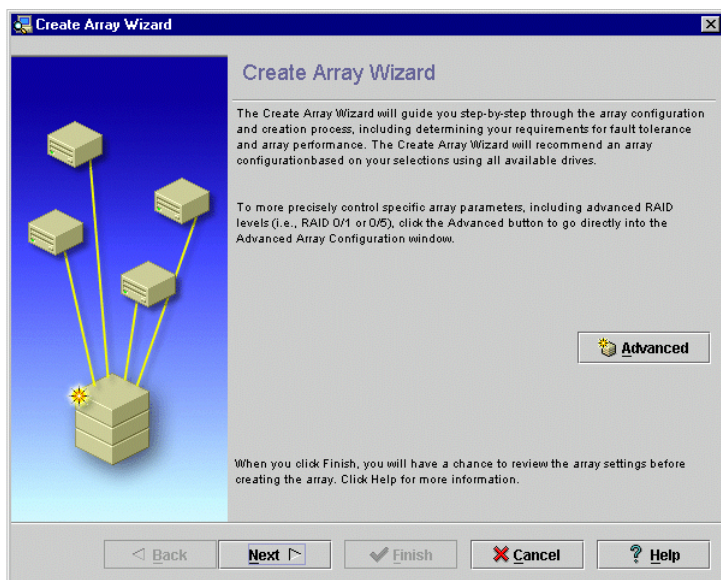 Create Array Wizard
Create Array Wizard
The Create Array Wizard will guide you step-by-step through the array configuration
and creation process, including determining your requirements for fault tolerance
and array performance. The Create Array Wizard will recommend an array
configurationbased on your selections using all available drives.
To more precisely control specific array parameters, including advanced RAID
levels (i.e., RAID 0/1 or 0/5), click the Advanced button to go directly into the
Advanced Array Configuration window.
Advanced
When you click Finish, you will have a chance to review the array settings before
creating the array. Click Help for more information.
Back Next Finish Cancel Help